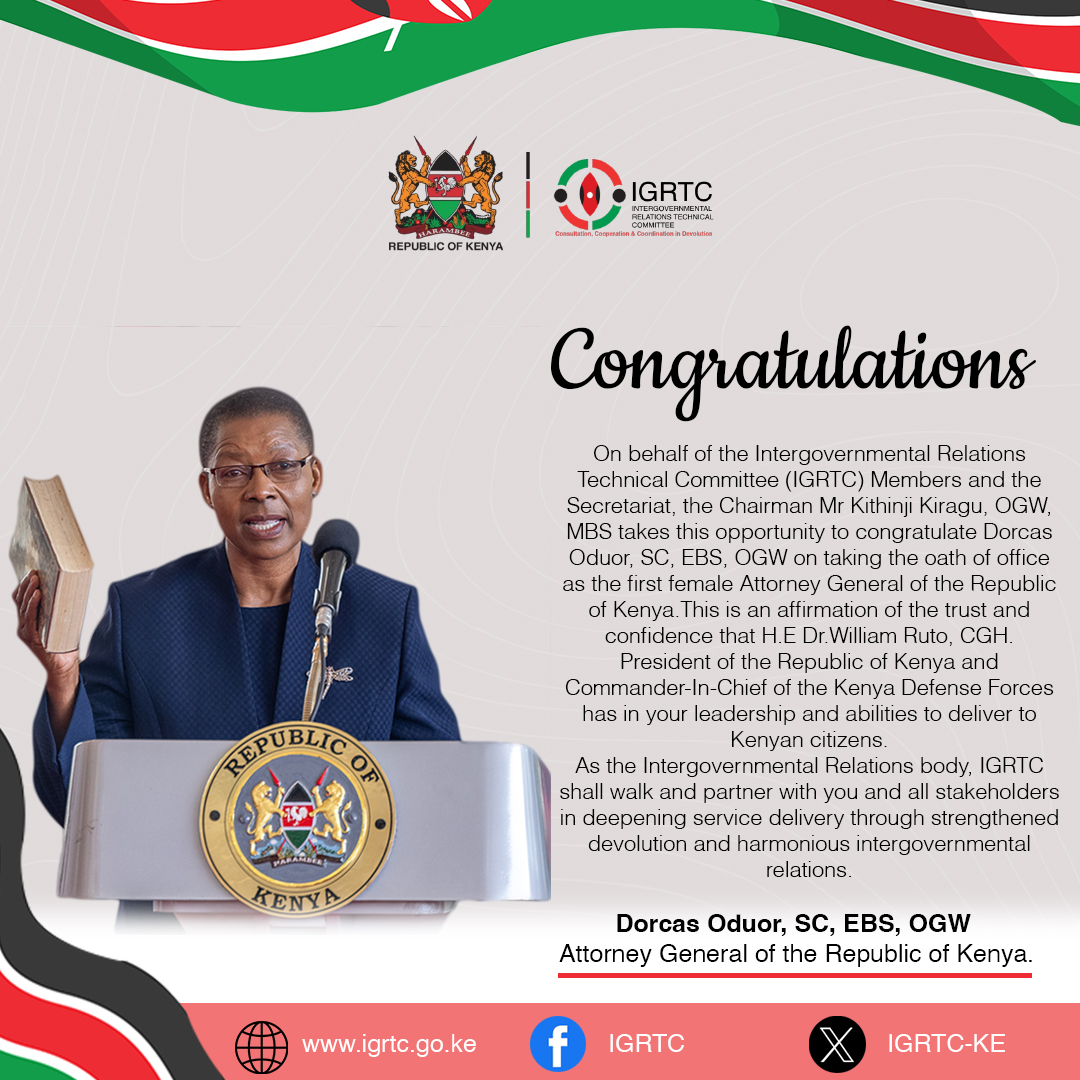 HARAMBEE
REPUBLIC OF KENYA
IGRTC
INTERGOVERNMENTAL
RELATIONS TECHNICAL
COMMITTEE
Consultation, Cooperation & Coordination in Devolution
Congratulations
On behalf of the Intergovernmental Relations
Technical Committee (IGRTC) Members and the
Secretariat, the Chairman Mr Kithinji Kiragu, OGW,
MBS takes this opportunity to congratulate Dorcas
Oduor, SC, EBS, OGW on taking the oath of office
as the first female Attorney General of the Republic
of Kenya.This is an affirmation of the trust and
confidence that H.E Dr.William Ruto, CGH.
President of the Republic of Kenya and
Commander-In-Chief of the Kenya Defense Forces
has in your leadership and abilities to deliver to
Kenyan citizens.
As the Intergovernmental Relations body, IGRTC
shall walk and partner with you and all stakeholders
in deepening service delivery through strengthened
devolution and harmonious intergovernmental
relations.
Dorcas Oduor, SC, EBS, OGW
Attorney General of the Republic of Kenya.
REPUBLIC OF
HARAMBEE
KENYA
www.igrtc.go.ke
IGRTC
IGRTC-KE